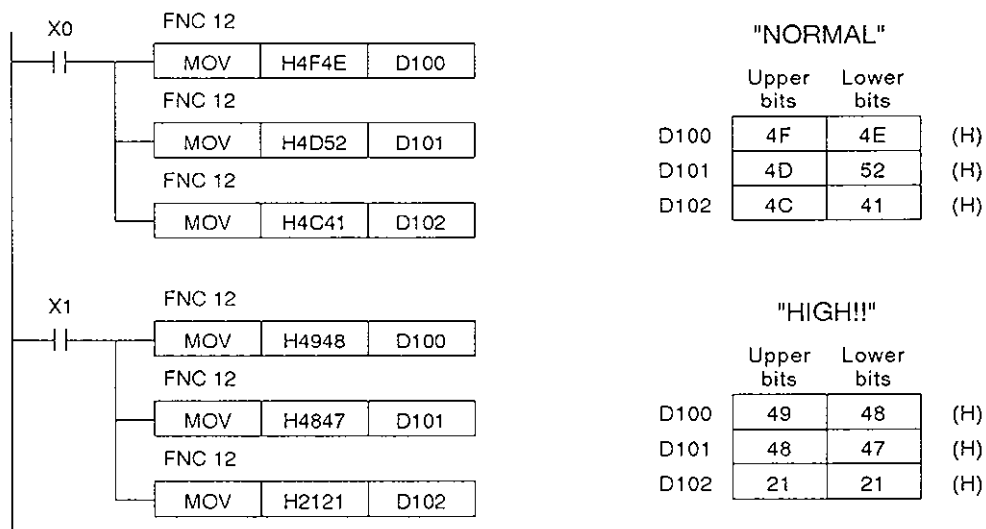 X0
FNC 12
MOV H4F4E D100
FNC 12
MOV H4D52 D101
FNC 12
MOV H4C41 D102
"NORMAL"
Upper bits Lower bits
D100 4F 4E (H)
D101 4D 52 (H)
D102 4C 41 (H)
X1
FNC 12
MOV H4948 D100
FNC 12
MOV H4847 D101
FNC 12
MOV H2121 D102
"HIGH!!"
Upper bits Lower bits
D100 49 48 (H)
D101 48 47 (H)
D102 21 21 (H)